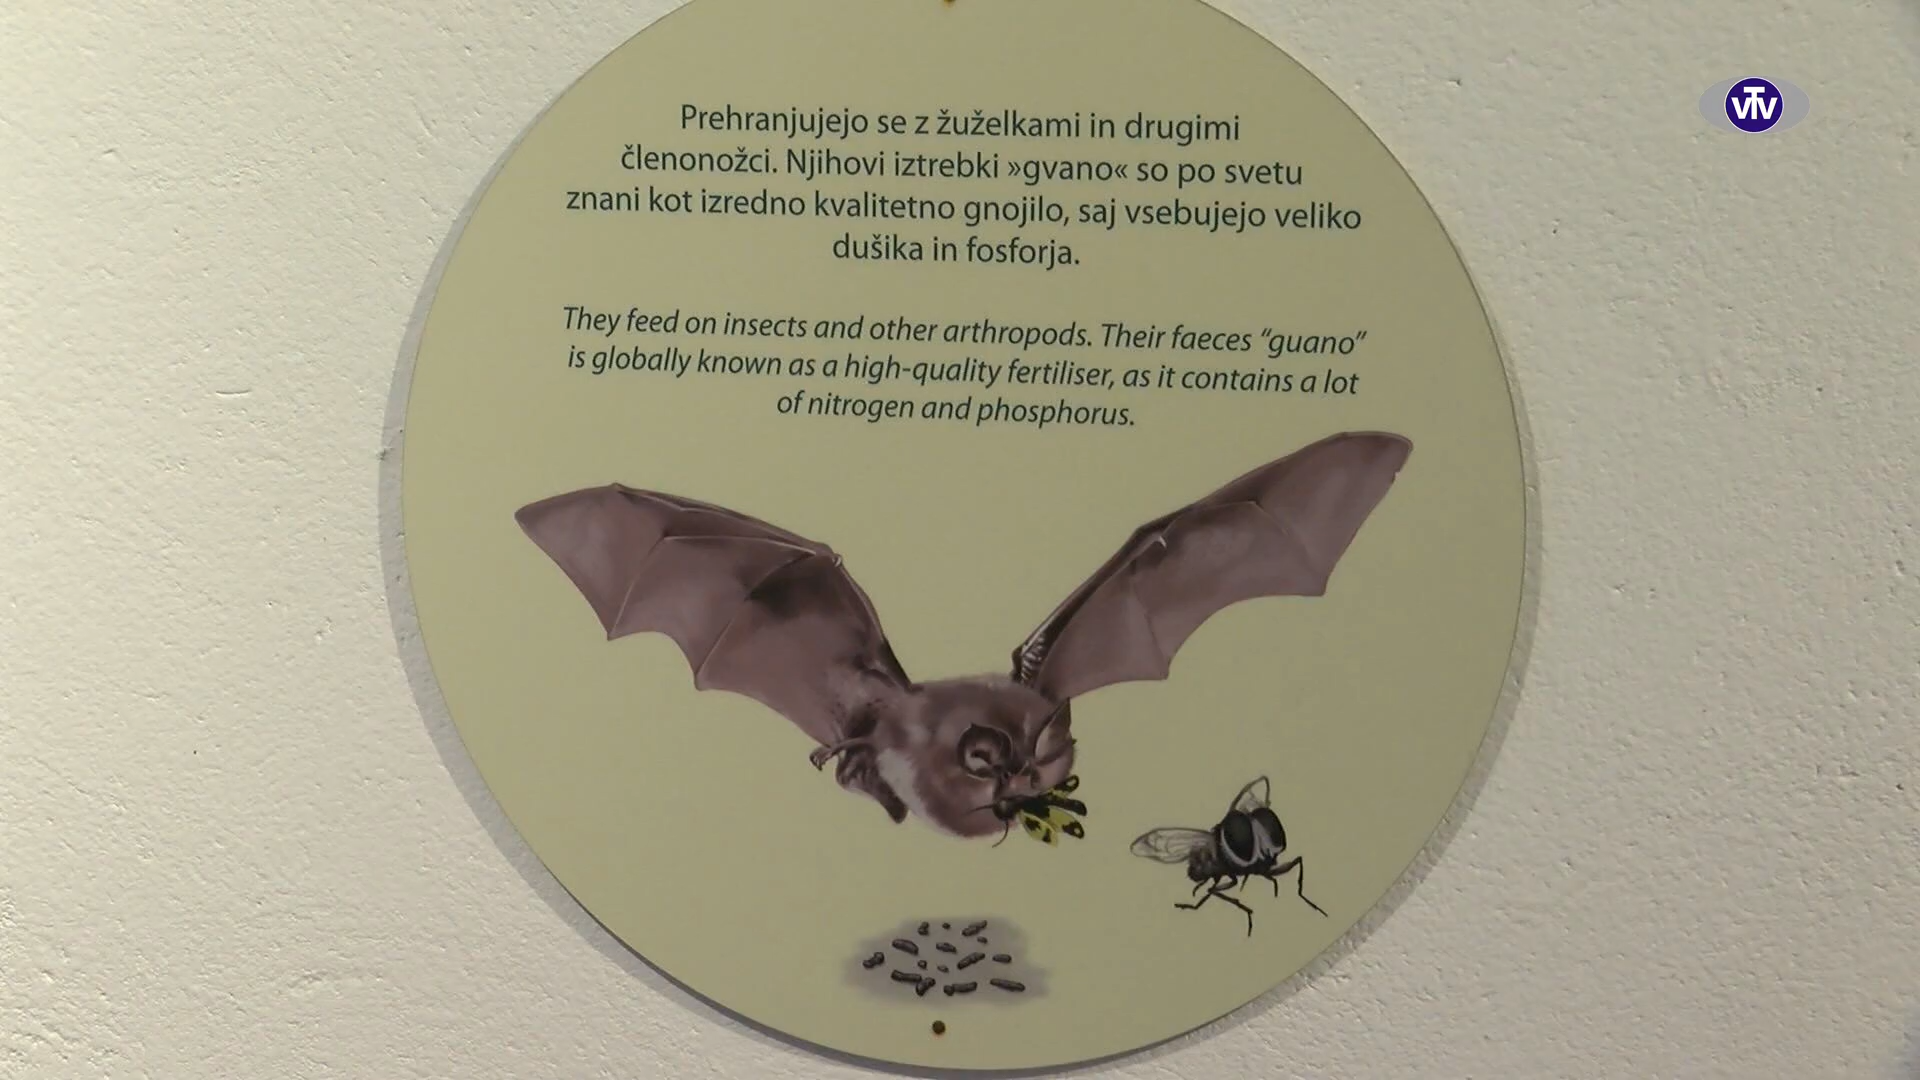 VTV
Prehranjujejo se z žuželkami in drugimi
členonožci. Njihovi iztrebki »gvano« so po svetu
znani kot izredno kvalitetno gnojilo, saj vsebujejo veliko
dušika in fosforja.
They feed on insects and other arthropods. Their faeces “guano”
is globally known as a high-quality fertiliser, as it contains a lot
of nitrogen and phosphorus.